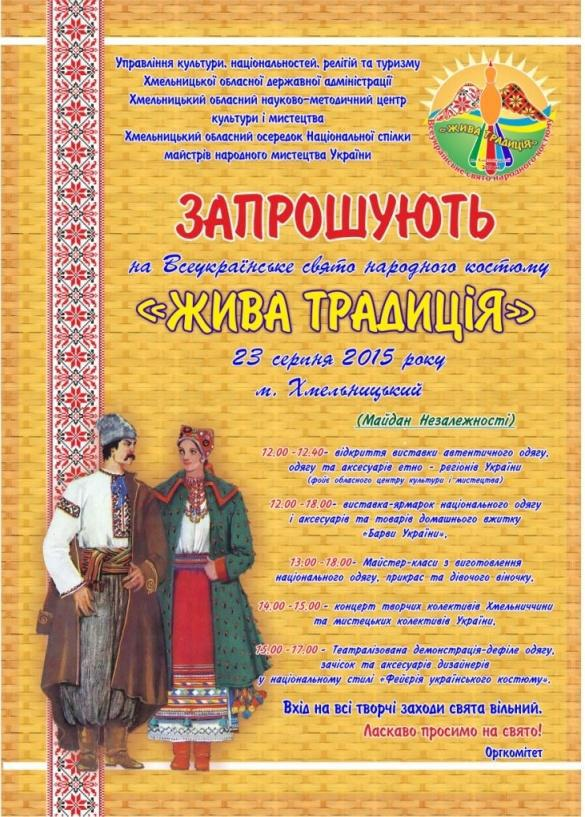 Управління культури, національностей, релігій та туризму
Хмельницької обласної державної адміністрації
Хмельницький обласний науково-методичний центр
культури і мистецтва
Хмельницький обласний осередок Національної спілки
майстрів народного мистецтва України
«ЖИВА ТРАДИЦІЯ»
Всеукраїнське свято народного костюму
ЗАПРОШУЮТЬ
на Всеукраїнське свято народного костюму
«ЖИВА ТРАДИЦІЯ»
23 серпня 2015 року
м. Хмельницький
(Майдан Незалежності)
12.00 -12.40- відкриття виставки автентичного одягу,
одягу та аксесуарів етно - регіонів України
(фойє обласного центру культури і мистецтва)
12.00 -18.00- виставка-ярмарок національного одягу
і аксесуарів та товарів домашнього вжитку
«Барви України».
13.00 -18.00- Майстер-класи з виготовлення
національного одягу, прикрас та дівочого віночку.
14.00 -15.00 - концерт творчих колективів Хмельниччини
та мистецьких колективів України.
15.00 -17.00 - Театралізована демонстрація-дефіле одягу,
зачісок та аксесуарів дизайнерів
у національному стилі «Феєрія українського костюму».
Вхід на всі творчі заходи свята вільний.
Ласкаво просимо на свято!
Оргкомітет